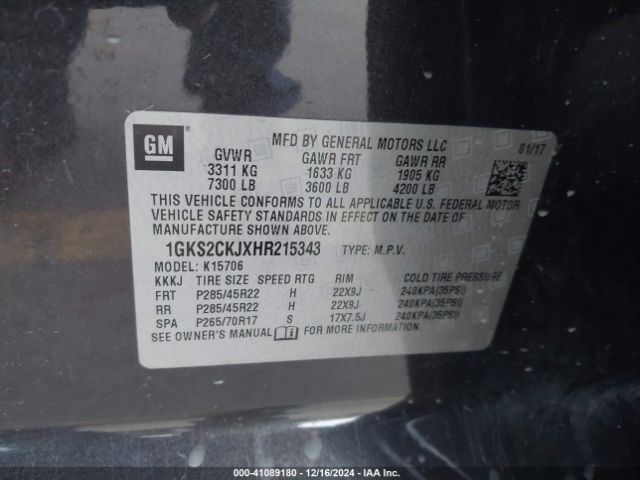 GM
MFD BY GENERAL MOTORS LLC 01/17
GVWR GAWR FRT GAWR RR
3311 KG 1633 KG 1905 KG
7300 LB 3600 LB 4200 LB
THIS VEHICLE CONFORMS TO ALL APPLICABLE U.S. FEDERAL MOTOR
VEHICLE SAFETY STANDARDS IN EFFECT ON THE DATE OF
MANUFACTURE SHOWN ABOVE.
1GKS2CKJXHR215343 TYPE: M.P.V.
MODEL: K15706
KKKJ TIRE SIZE SPEED RTG RIM COLD TIRE PRESSURE
FRT P285/45R22 H 22X9J 240KPA(35PSI)
RR P285/45R22 H 22X9J 240KPA(35PSI)
SPA P265/70R17 S 17X7.5J 240KPA(35PSI)
SEE OWNER'S MANUAL i FOR MORE INFORMATION.
000-41089180 - 12/16/2024 - IAA Inc.